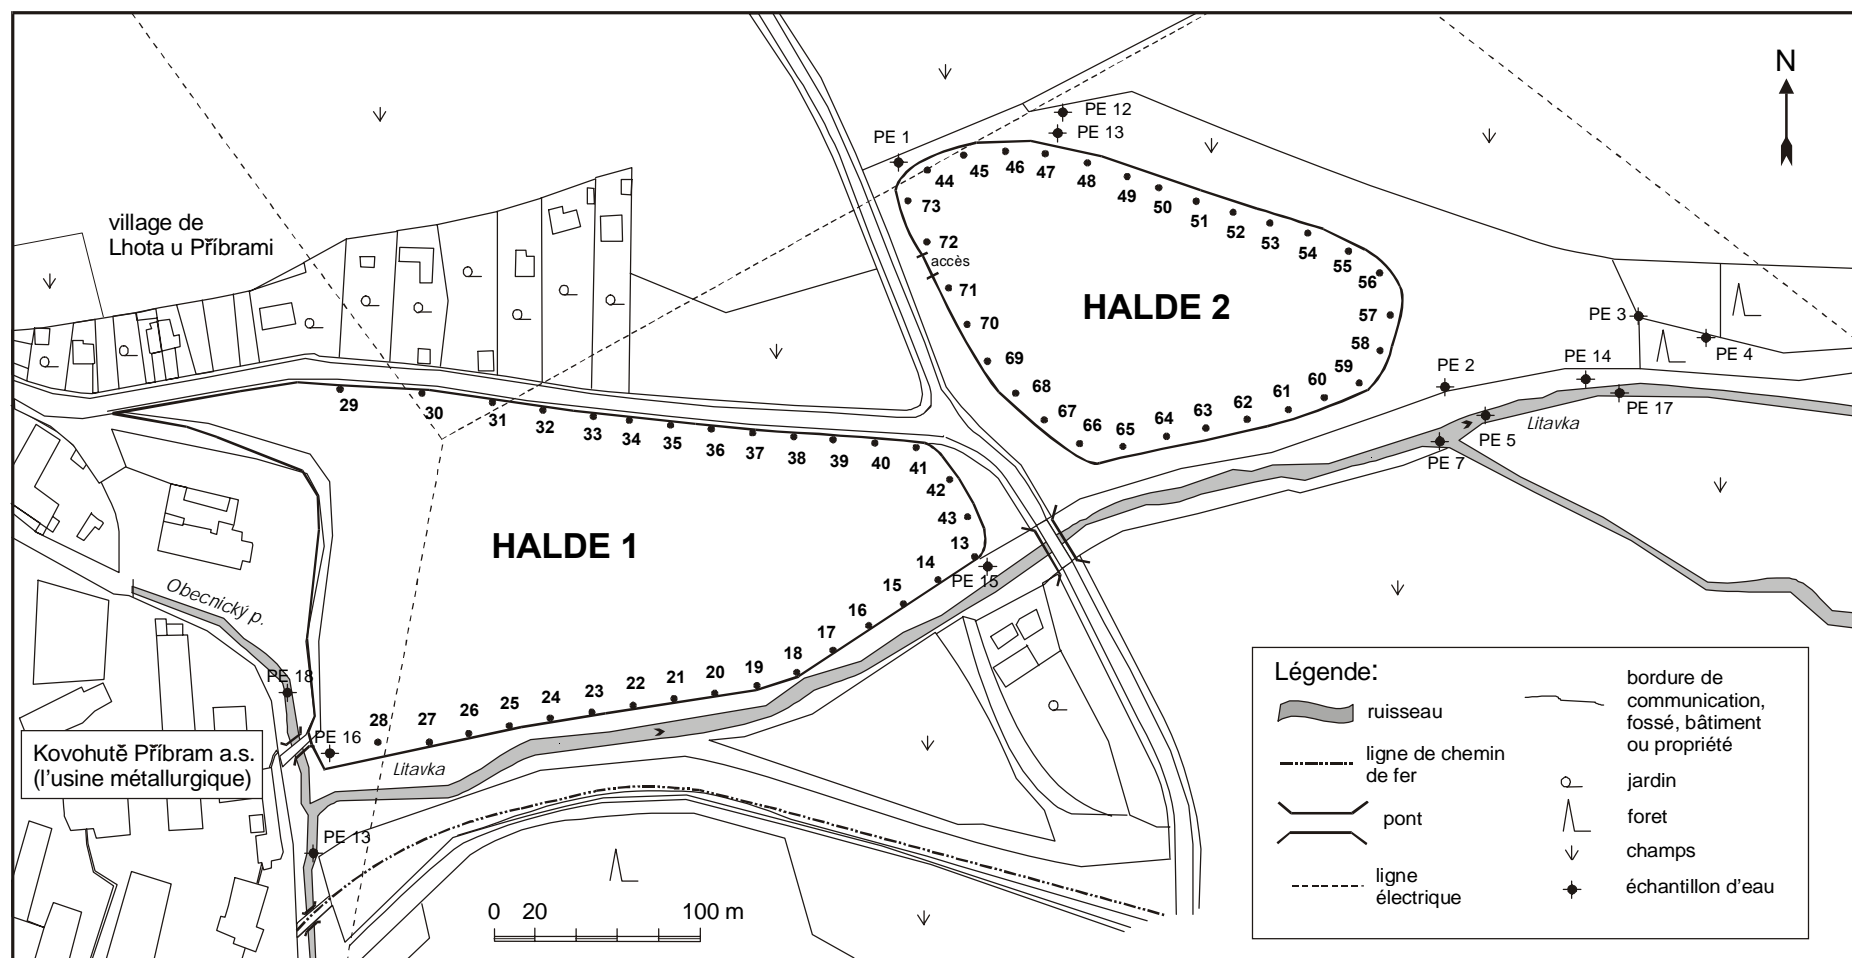 N
PE 12
PE 13
PE 1
45
46
47
44
48
49
50
73
51
52
53
54
72
accès
55
56
71
57
70
58
69
59
68
60
61
67
62
66
65
64
63
HALDE 2
PE 3
PE 4
PE 14
PE 2
PE 17
Litavka
PE 5
PE 7
village de
Lhota u Příbrami
29
30
31
32
33
34
35
36
37
38
39
40
41
42
43
13
14
PE 15
15
16
17
18
19
20
21
22
23
24
25
26
27
28
HALDE 1
Obecnický p.
PE 18
PE 16
Kovohutě Příbram a.s.
(l'usine métallurgique)
Litavka
PE 13
0 20 100 m
Légende:
ruisseau
ligne de chemin
de fer
pont
ligne
électrique
bordure de
communication,
fossé, bâtiment
ou propriété
jardin
foret
champs
échantillon d'eau